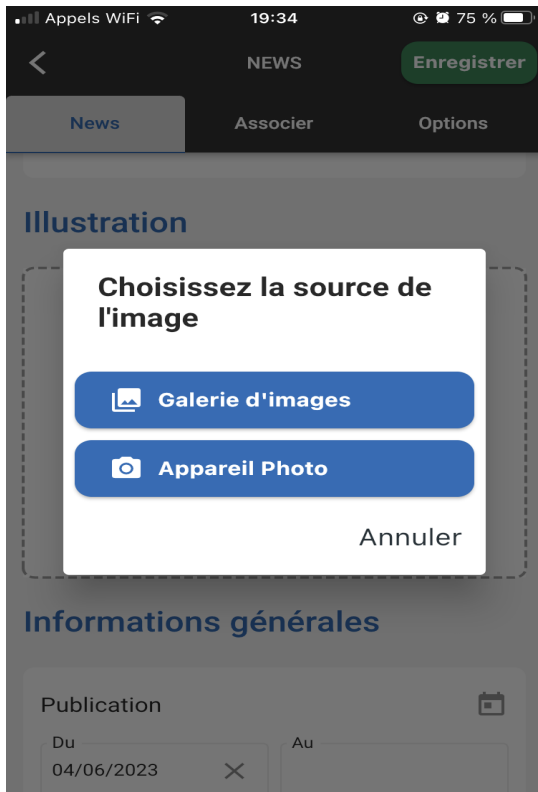 Appels WiFi 19:34 75 %
NEWS Enregistrer
News Associer Options
Illustration
Choisissez la source de
l'image
Galerie d'images
Appareil Photo
Annuler
Informations générales
Publication
Du Au
04/06/2023